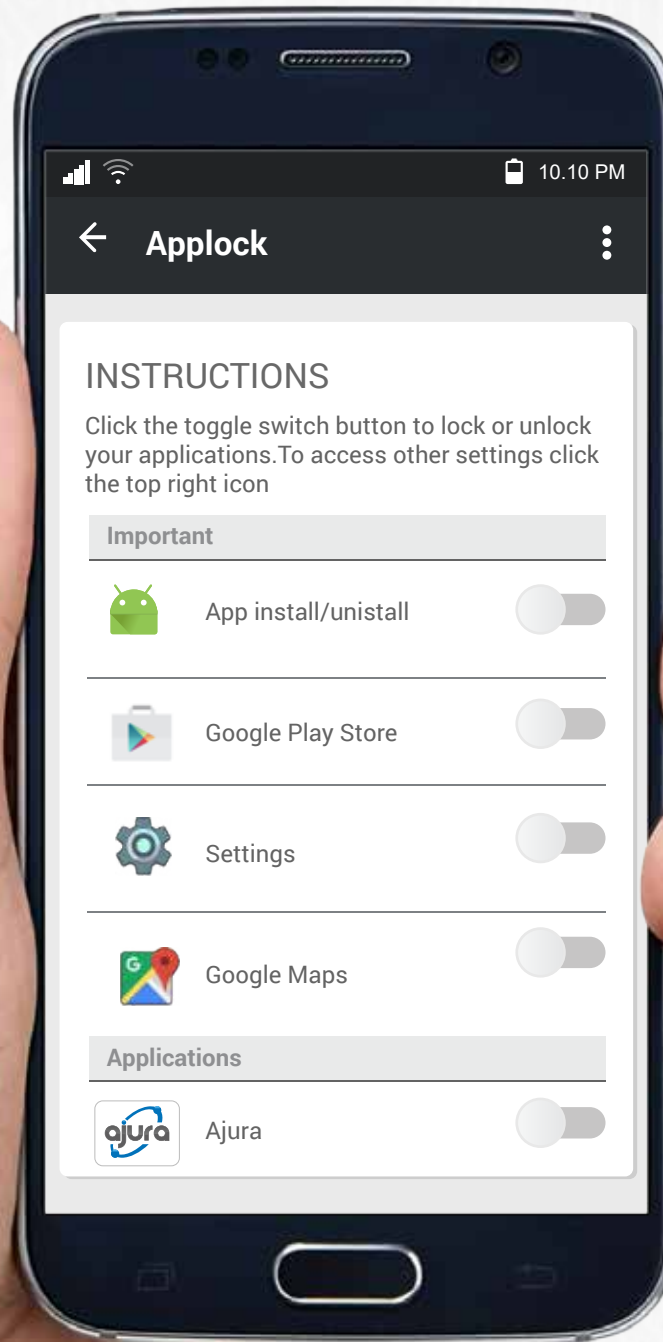 10.10 PM
Applock
INSTRUCTIONS
Click the toggle switch button to lock or unlock
your applications.To access other settings click
the top right icon
Important
App install/unistall
Google Play Store
Settings
G
Google Maps
Applications
ajura
Ajura